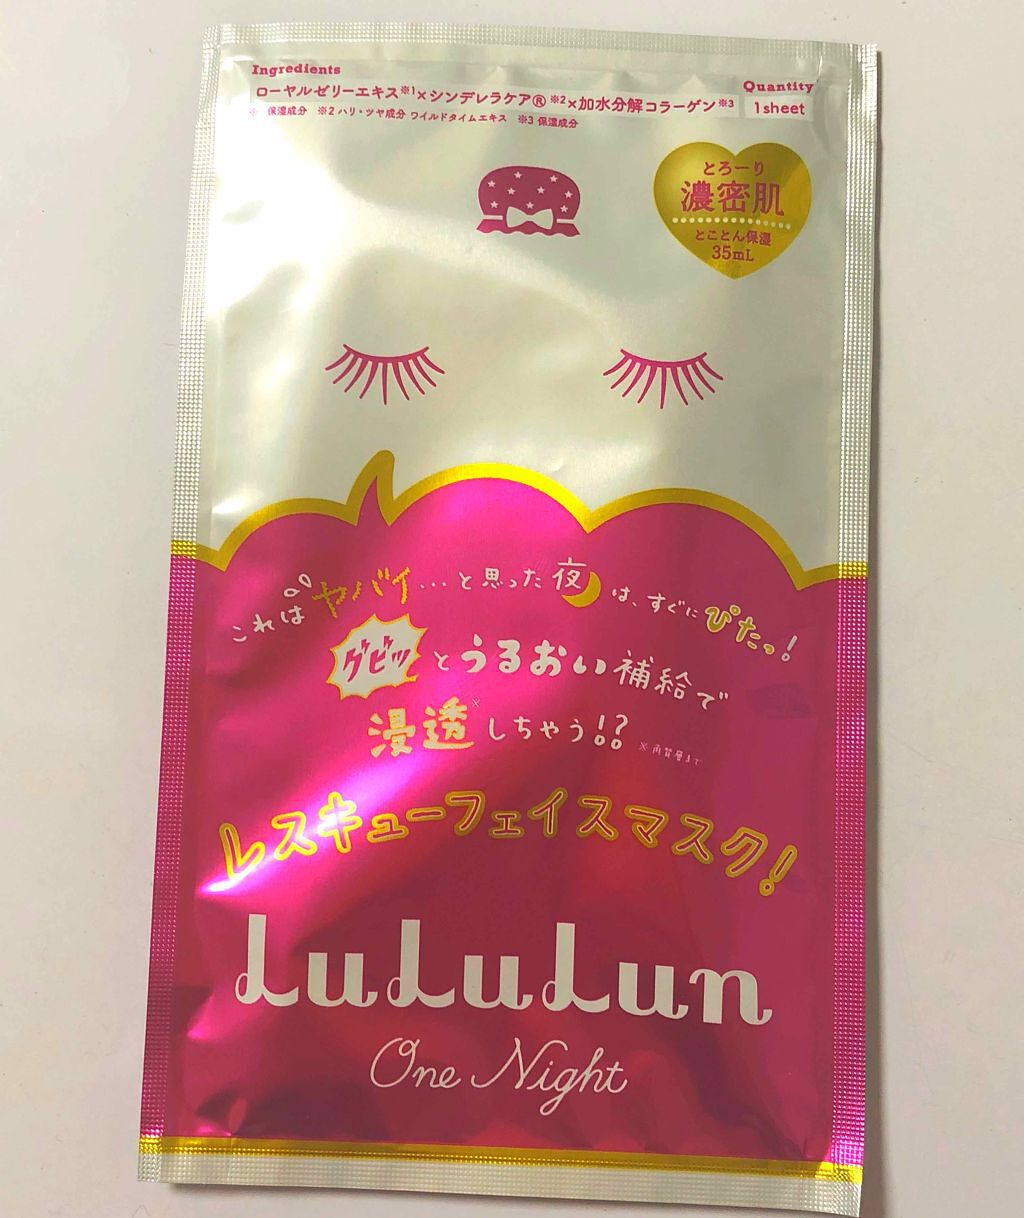 Ingredients
ローヤルゼリーエキス※1×シンデレラケア®※2×加水分解コラーゲン※3
保湿成分 ※2 ハリ・ツヤ成分 ワイルドタイムエキス ※3 保湿成分
Quantity
1sheet
とろーり
濃密肌
とことん保湿
35mL
これはヤバイ...と思った夜は、すぐにぴたっ!
グビッとうるおい補給で
浸透※しちゃう!?
※角質層まで
レスキューフェイスマスク!
LuLuLun
One Night